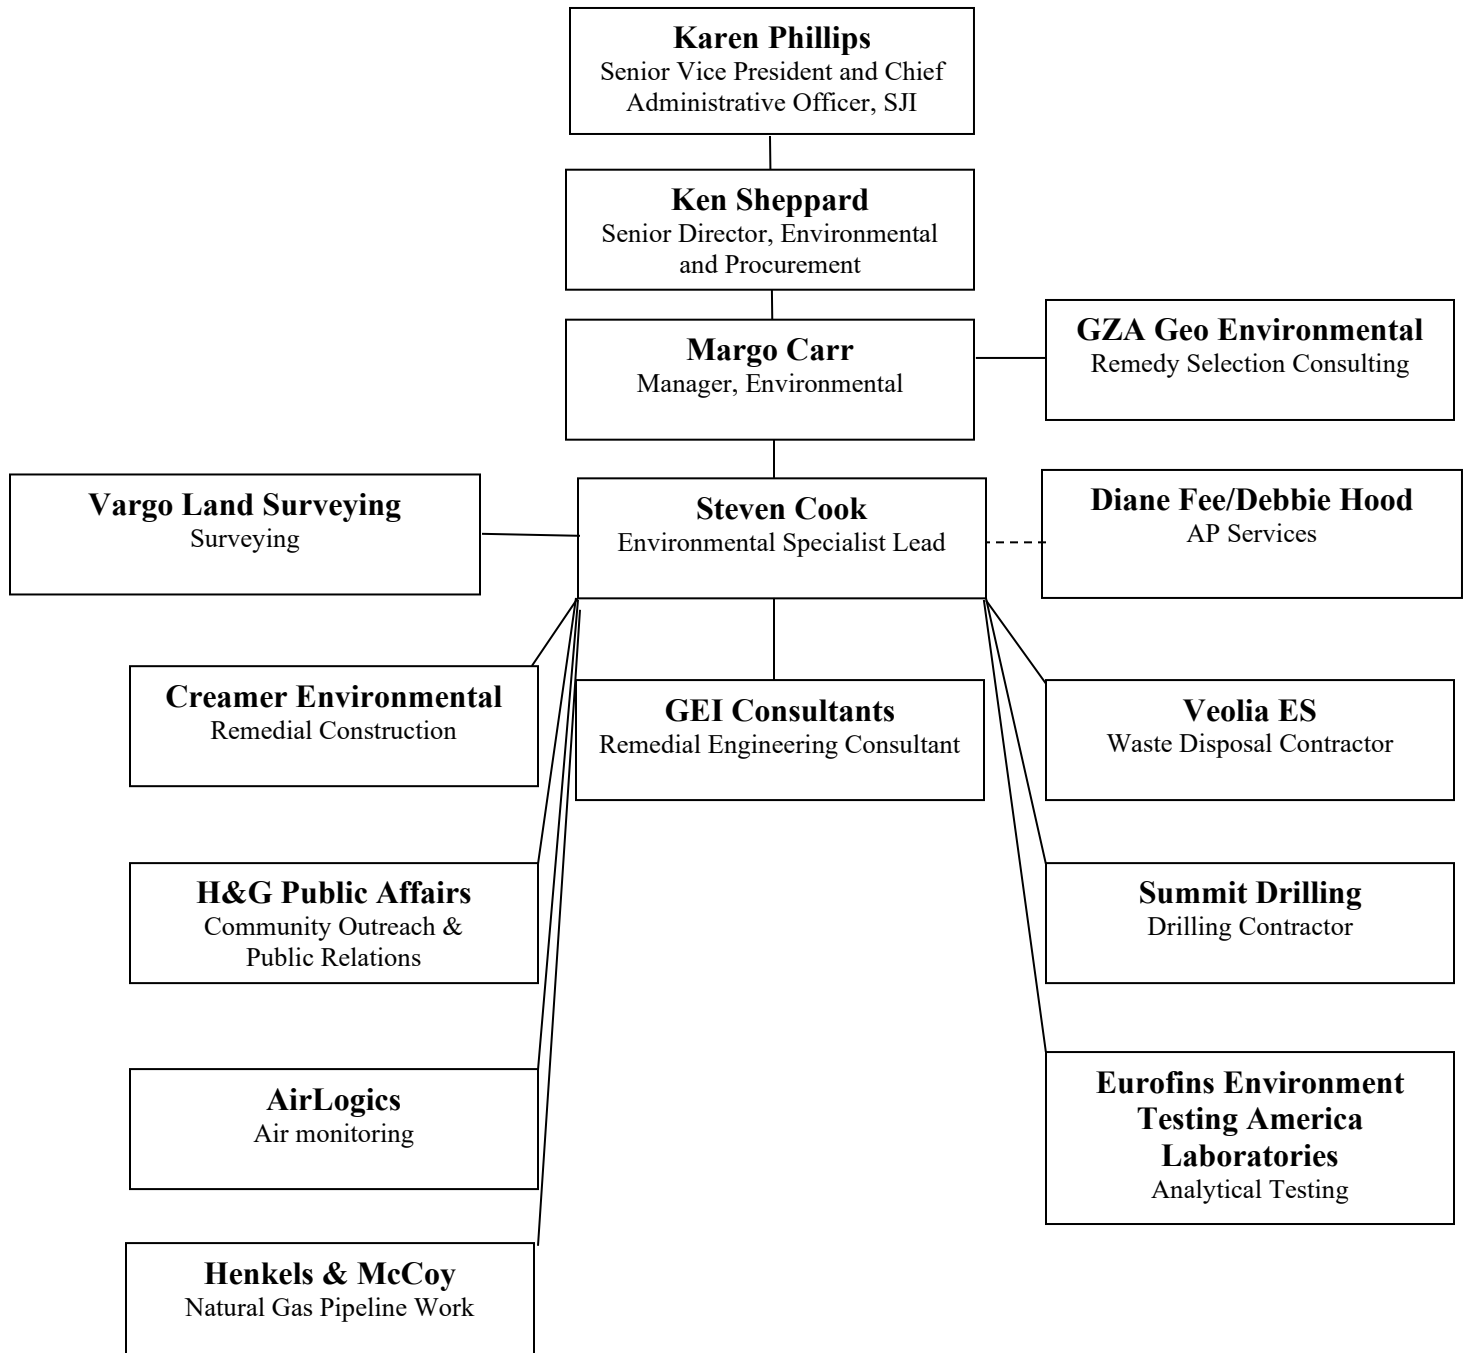 Karen Phillips
Senior Vice President and Chief
Administrative Officer, SJI
Ken Sheppard
Senior Director, Environmental
and Procurement
Margo Carr
Manager, Environmental
GZA Geo Environmental
Remedy Selection Consulting
Vargo Land Surveying
Surveying
Steven Cook
Environmental Specialist Lead
Diane Fee/Debbie Hood
AP Services
Creamer Environmental
Remedial Construction
GEI Consultants
Remedial Engineering Consultant
Veolia ES
Waste Disposal Contractor
H&G Public Affairs
Community Outreach &
Public Relations
Summit Drilling
Drilling Contractor
AirLogics
Air monitoring
Eurofins Environment
Testing America
Laboratories
Analytical Testing
Henkels & McCoy
Natural Gas Pipeline Work